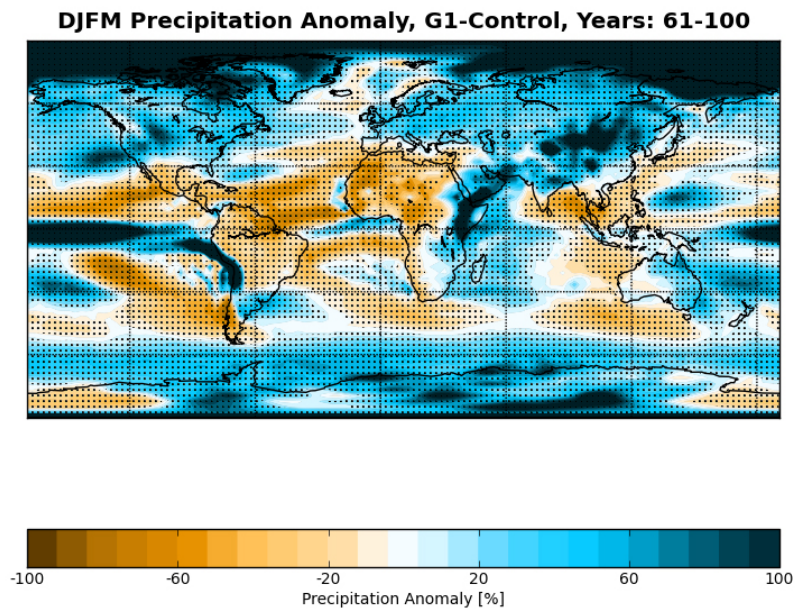 DJFM Precipitation Anomaly, G1-Control, Years: 61-100
-100 -60 -20 20 60 100
Precipitation Anomaly [%]